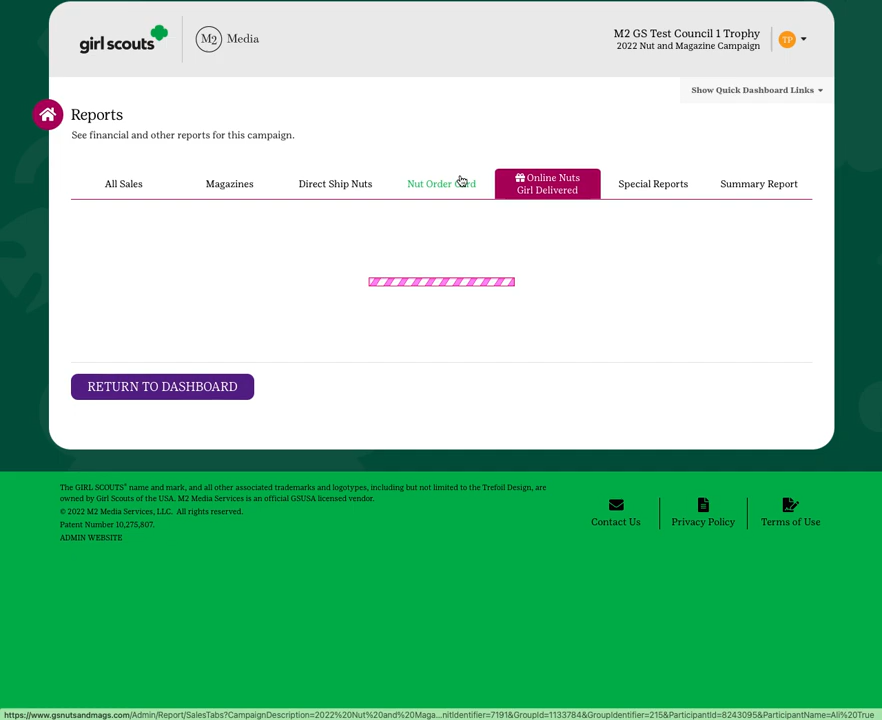 girl scouts
M2 Media
M2 GS Test Council 1 Trophy
2022 Nut and Magazine Campaign
TP
Show Quick Dashboard Links
Reports
See financial and other reports for this campaign.
All Sales
Magazines
Direct Ship Nuts
Nut Order Card
Online Nuts
Girl Delivered
Special Reports
Summary Report
RETURN TO DASHBOARD
The GIRL SCOUTS® name and mark, and all other associated trademarks and logotypes, including but not limited to the Trefoil Design, are
owned by Girl Scouts of the USA. M2 Media Services is an official GSUSA licensed vendor.
© 2022 M2 Media Services, LLC. All rights reserved.
Patent Number 10,275,807.
ADMIN WEBSITE
Contact Us
Privacy Policy
Terms of Use
https://www.gsnutsandmags.com/Admin/Report/SalesTabs?CampaignDescription=2022%20Nut%20and%20Maga...nitIdentifier=7191&GroupId=1133784&GroupIdentifier=215&ParticipantId=8243095&ParticipantName=Ali%20True